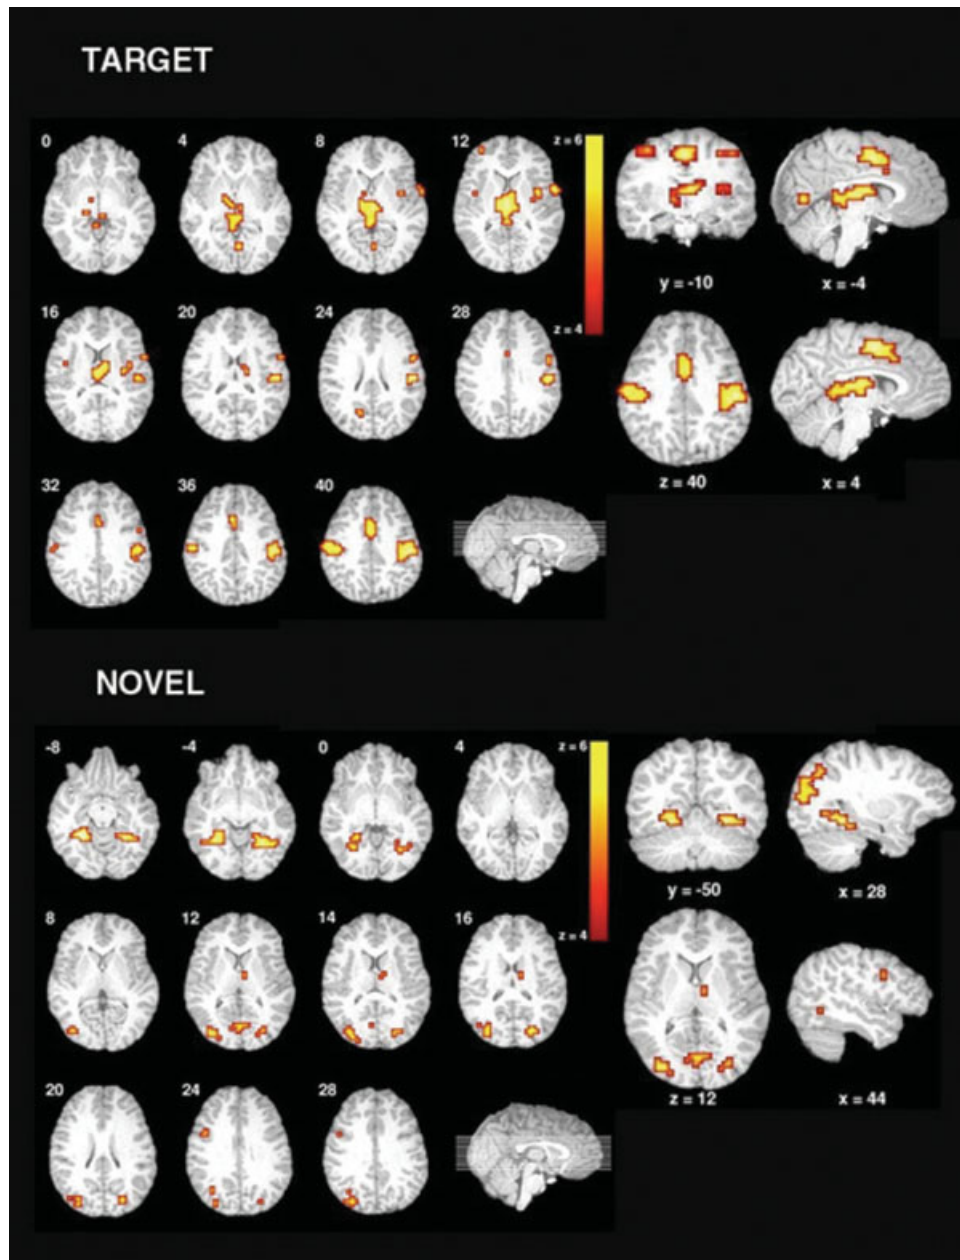 TARGET
0 4 8 12 z = 6
z = 4
y = -10 x = -4
16 20 24 28
z = 40 x = 4
32 36 40
NOVEL
-8 -4 0 4 z = 6
z = 4
y = -50 x = 28
8 12 14 16
z = 12 x = 44
20 24 28